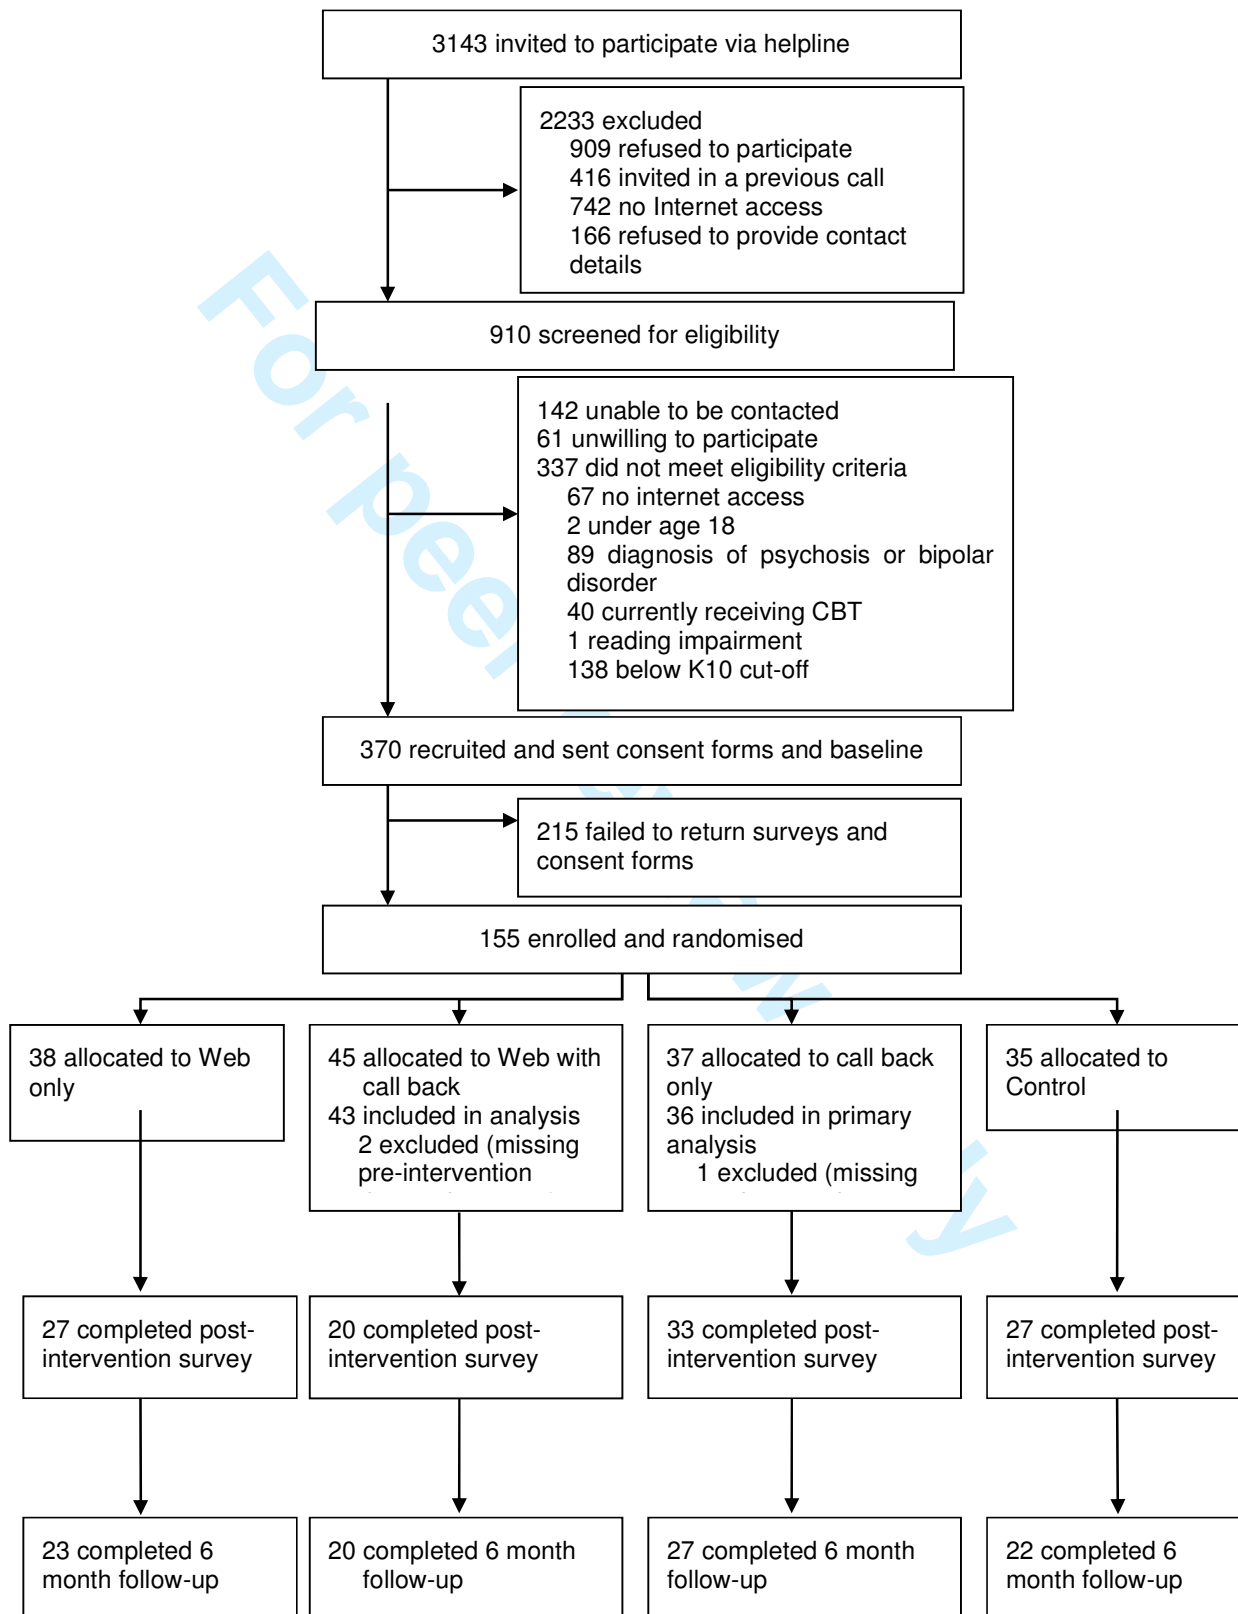 3143 invited to participate via helpline
2233 excluded
909 refused to participate
416 invited in a previous call
742 no Internet access
166 refused to provide contact
details
910 screened for eligibility
142 unable to be contacted
61 unwilling to participate
337 did not meet eligibility criteria
67 no internet access
2 under age 18
89 diagnosis of psychosis or bipolar
disorder
40 currently receiving CBT
1 reading impairment
138 below K10 cut-off
370 recruited and sent consent forms and baseline
215 failed to return surveys and
consent forms
155 enrolled and randomised
38 allocated to Web
only
45 allocated to Web with
call back
43 included in analysis
2 excluded (missing
pre-intervention
37 allocated to call back
only
36 included in primary
analysis
1 excluded (missing
35 allocated to
Control
27 completed post-
intervention survey
20 completed post-
intervention survey
33 completed post-
intervention survey
27 completed post-
intervention survey
23 completed 6
month follow-up
20 completed 6 month
follow-up
27 completed 6 month
follow-up
22 completed 6
month follow-up
For peer